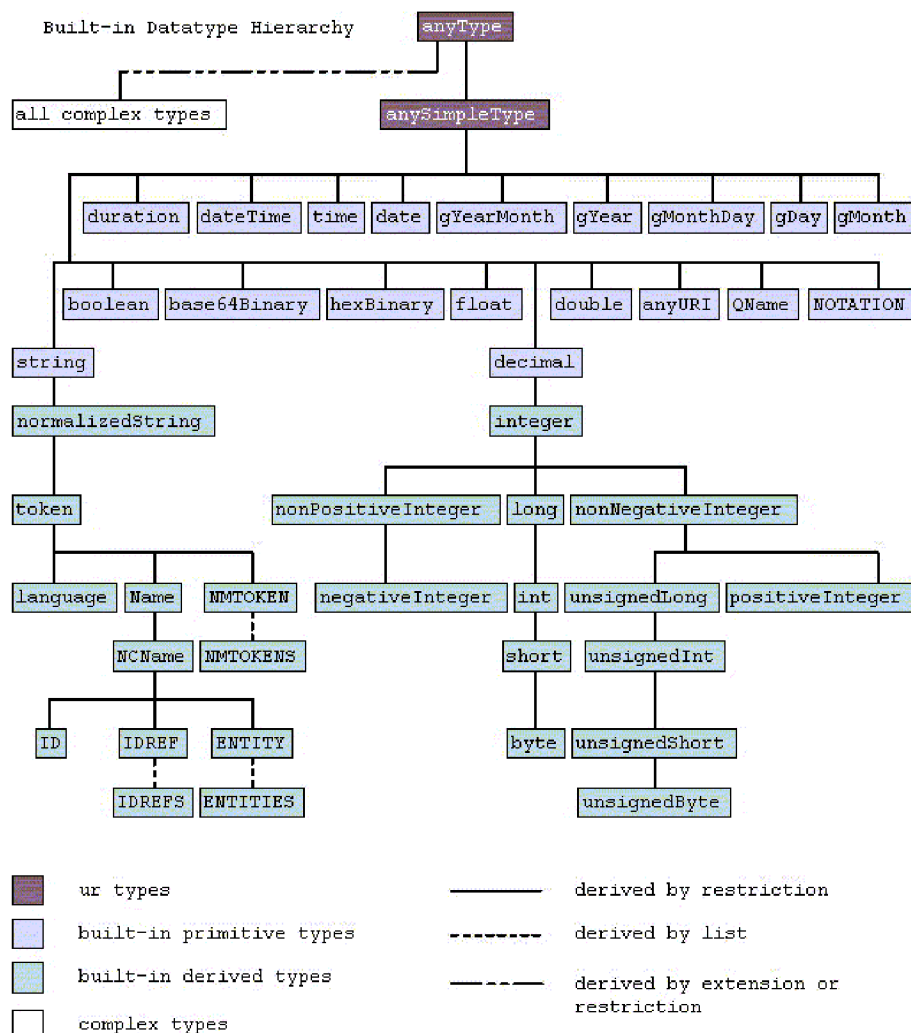 Built-in Datatype Hierarchy
anyType
all complex types
anySimpleType
duration
dateTime
time
date
gYearMonth
gYear
gMonthDay
gDay
gMonth
boolean
base64Binary
hexBinary
float
double
anyURI
QName
NOTATION
string
decimal
normalizedString
integer
token
nonPositiveInteger
long
nonNegativeInteger
language
Name
NMTOKEN
negativeInteger
int
unsignedLong
positiveInteger
NCName
NMTOKENS
short
unsignedInt
ID
IDREF
ENTITY
byte
unsignedShort
IDREFS
ENTITIES
unsignedByte
ur types
derived by restriction
built-in primitive types
derived by list
built-in derived types
derived by extension or
restriction
complex types